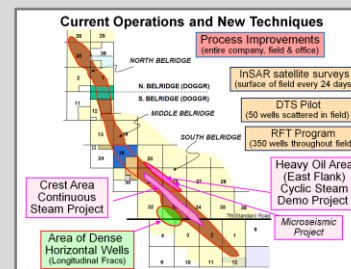 Current Operations and New Techniques
Process Improvements
(entire company, field & office)
NORTH BELRIDGE
InSAR satellite surveys
(surface of field every 24 days)
N. BELRIDGE (DOGGR)
S. BELRIDGE (DOGGR)
DTS Pilot
(50 wells scattered in field)
MIDDLE BELRIDGE
RFT Program
(350 wells throughout field)
SOUTH BELRIDGE
Heavy Oil Area
(East Flank)
Cyclic Steam
Demo Project
Crest Area
Continuous
Steam Project
7th Standard Road
Microseismic
Project
Area of Dense
Horizontal Wells
(Longitudinal Fracs)